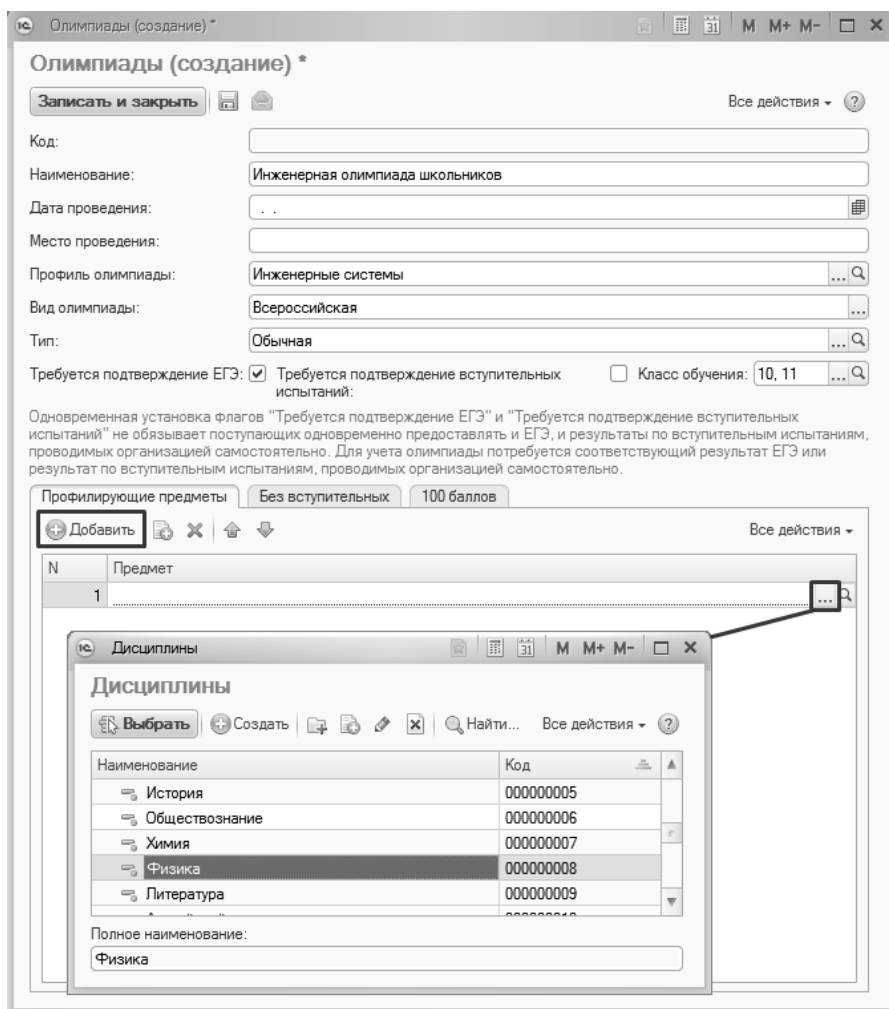 1С Олимпиады (создание) * 31 M M+ M-
Олимпиады (создание) *
Записать и закрыть Все действия ?
Код:
Наименование: Инженерная олимпиада школьников
Дата проведения: . .
Место проведения:
Профиль олимпиады: Инженерные системы ...
Вид олимпиады: Всероссийская ...
Тип: Обычная ...
Требуется подтверждение ЕГЭ: Требуется подтверждение вступительных Класс обучения: 10, 11 ...
испытаний:
Одновременная установка флагов "Требуется подтверждение ЕГЭ" и "Требуется подтверждение вступительных
испытаний" не обязывает поступающих одновременно предоставлять и ЕГЭ, и результаты по вступительным испытаниям,
проводимых организацией самостоятельно. Для учета олимпиады потребуется соответствующий результат ЕГЭ или
результат по вступительным испытаниям, проводимых организацией самостоятельно.
Профилирующие предметы Без вступительных 100 баллов
Добавить Все действия
N Предмет
1 ...
1С Дисциплины 31 M M+ M-
Дисциплины
Выбрать Создать Найти... Все действия ?
Наименование Код
История 000000005
Обществознание 000000006
Химия 000000007
Физика 000000008
Литература 000000009
Полное наименование:
Физика